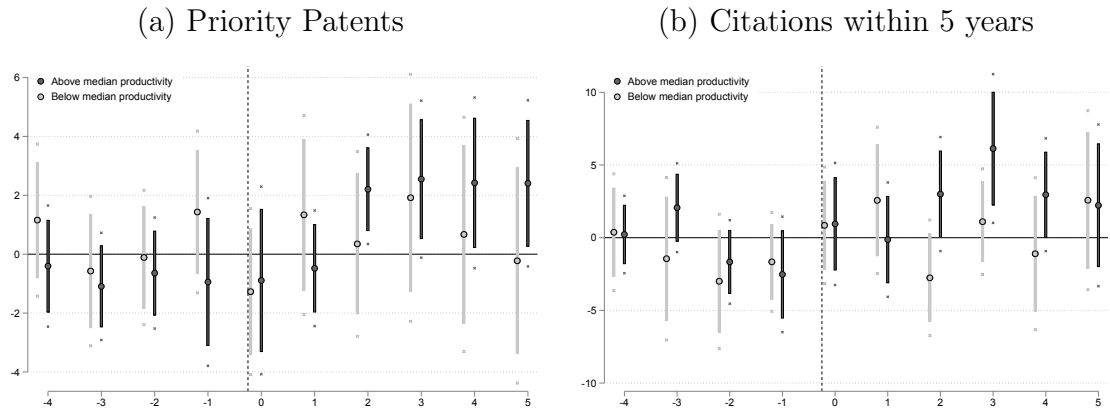 (a) Priority Patents
(b) Citations within 5 years
Above median productivity
Below median productivity
6
4
2
0
-2
-4
-4 -3 -2 -1 0 1 2 3 4 5
Above median productivity
Below median productivity
10
5
0
-5
-10
-4 -3 -2 -1 0 1 2 3 4 5